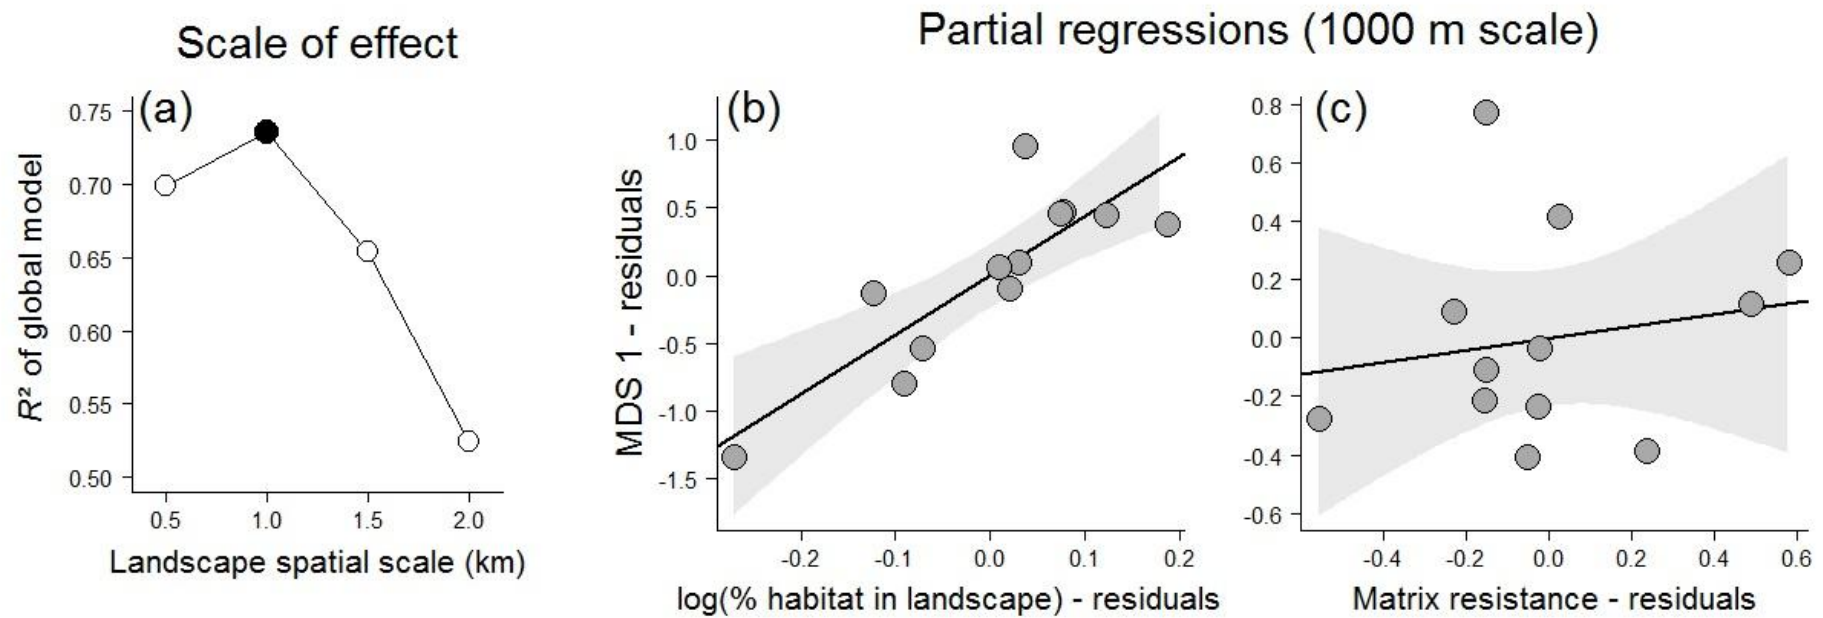 Scale of effect
Partial regressions (1000 m scale)
(a)
R² of global model
0.75
0.70
0.65
0.60
0.55
0.50
0.5 1.0 1.5 2.0
Landscape spatial scale (km)
(b)
MDS 1 - residuals
1.0
0.5
0.0
-0.5
-1.0
-1.5
-0.2 -0.1 0.0 0.1 0.2
log(% habitat in landscape) - residuals
(c)
0.8
0.6
0.4
0.2
0.0
-0.2
-0.4
-0.6
-0.4 -0.2 0.0 0.2 0.4 0.6
Matrix resistance - residuals